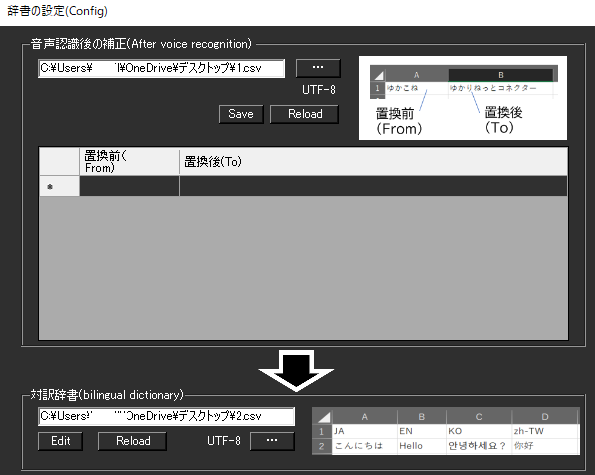 辞書の設定(Config)
音声認識後の補正(After voice recognition)
C:¥Users¥ ¥OneDrive¥デスクトップ¥1.csv
...
UTF-8
Save
Reload
A
B
1
ゆかこね
ゆかりねっとコネクター
置換前
(From)
置換後
(To)
置換前(
From)
置換後(To)
*
対訳辞書(bilingual dictionary)
C:¥Users¥ OneDrive¥デスクトップ¥2.csv
Edit
Reload
UTF-8
...
A B C D
1 JA EN KO zh-TW
2 こんにちは Hello 안녕하세요? 你好